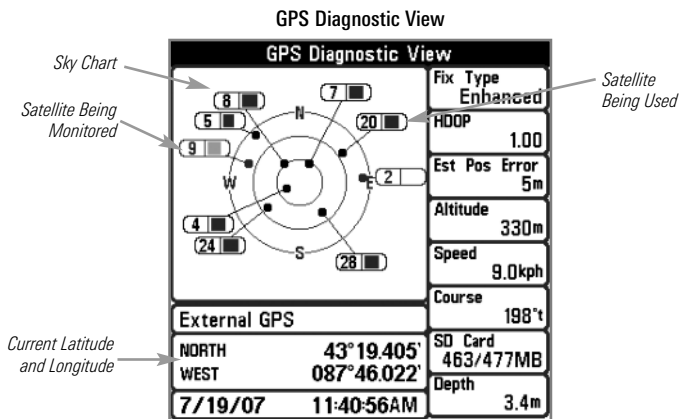 GPS Diagnostic View
GPS Diagnostic View
Sky Chart
Satellite Being
Monitored
Satellite
Being Used
Current Latitude
and Longitude
8
7
5
N
20
9
W
E
2
4
24
S
28
Fix Type
Enhanced
HDOP
1.00
Est Pos Error
5m
Altitude
330m
Speed
9.0kph
Course
198°t
SD Card
463/477MB
Depth
3.4m
External GPS
NORTH 43°19.405'
WEST 087°46.022'
7/19/07 11:40:56AM